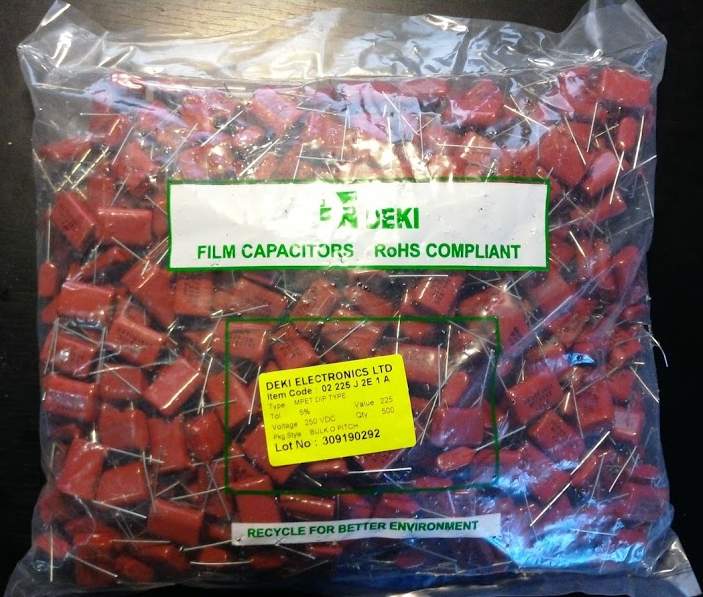 DEKI
FILM CAPACITORS RoHS COMPLIANT
DEKI ELECTRONICS LTD
Item Code : 02 225 J 2E 1 A
Type MPET DIP TYPE
Tol. 5% Value 225
Voltage 250 VDC Qty 500
Pkg.Style BULK O PITCH
Lot No : 309190292
RECYCLE FOR BETTER ENVIRONMENT